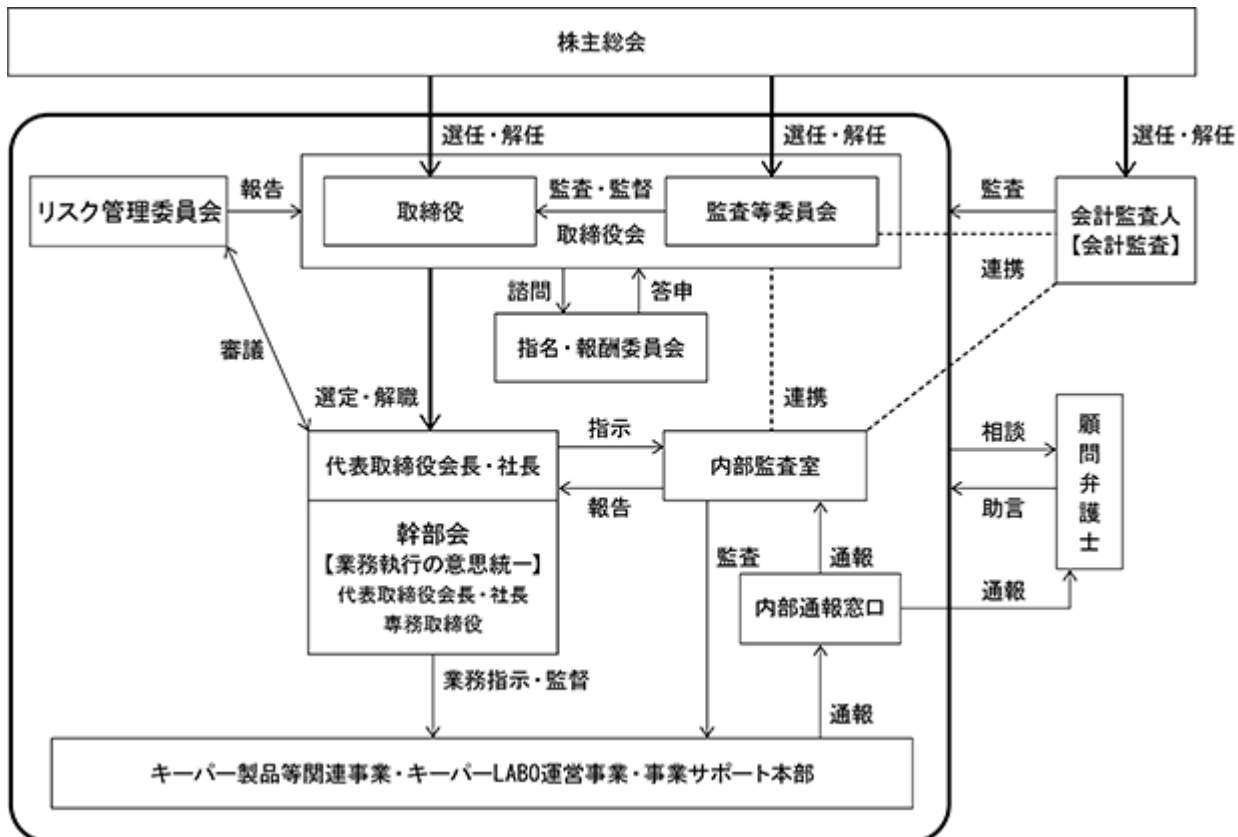 株主総会
選任・解任
選任・解任
選任・解任
リスク管理委員会
報告
取締役
監査・監督
監査等委員会
取締役会
監査
会計監査人
【会計監査】
連携
諮問
答申
指名・報酬委員会
審議
選定・解職
連携
代表取締役会長・社長
指示
報告
内部監査室
相談
助言
顧問弁護士
幹部会
【業務執行の意思統一】
代表取締役会長・社長
専務取締役
監査
通報
内部通報窓口
通報
業務指示・監督
通報
キーパー製品等関連事業・キーパーLABO運営事業・事業サポート本部